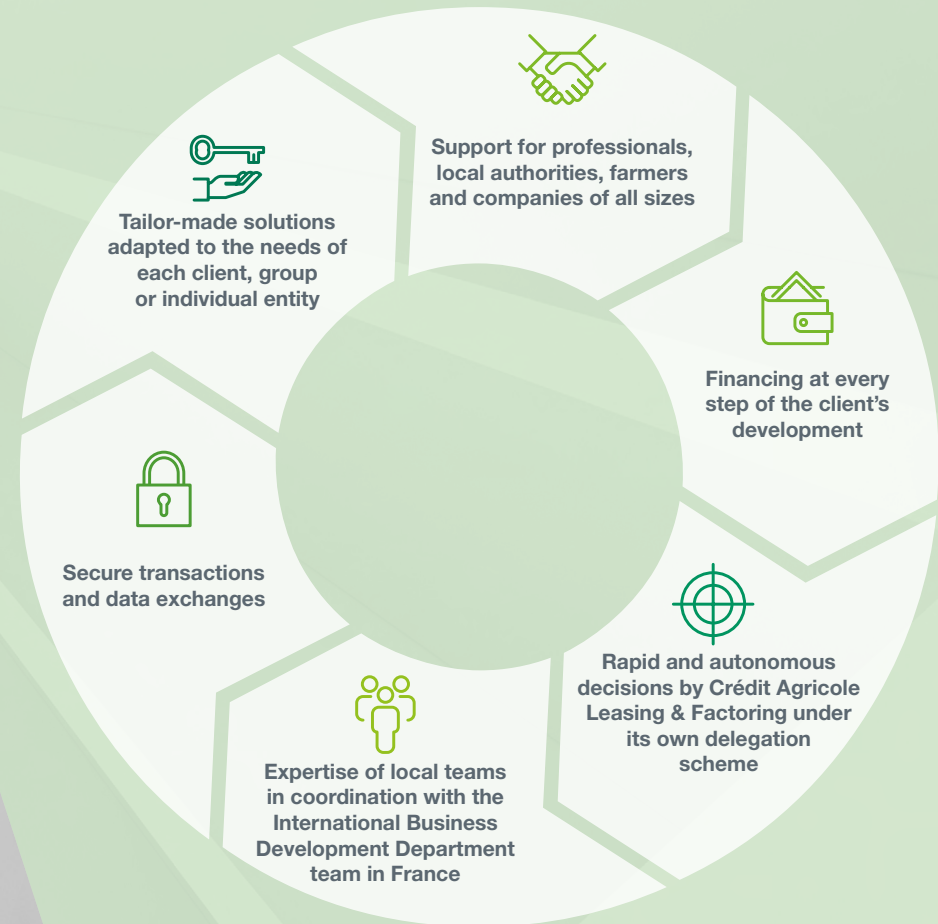 Support for professionals,
local authorities, farmers
and companies of all sizes
Financing at every
step of the client’s
development
Rapid and autonomous
decisions by Crédit Agricole
Leasing & Factoring under
its own delegation
scheme
Expertise of local teams
in coordination with the
International Business
Development Department
team in France
Secure transactions
and data exchanges
Tailor-made solutions
adapted to the needs of
each client, group
or individual entity